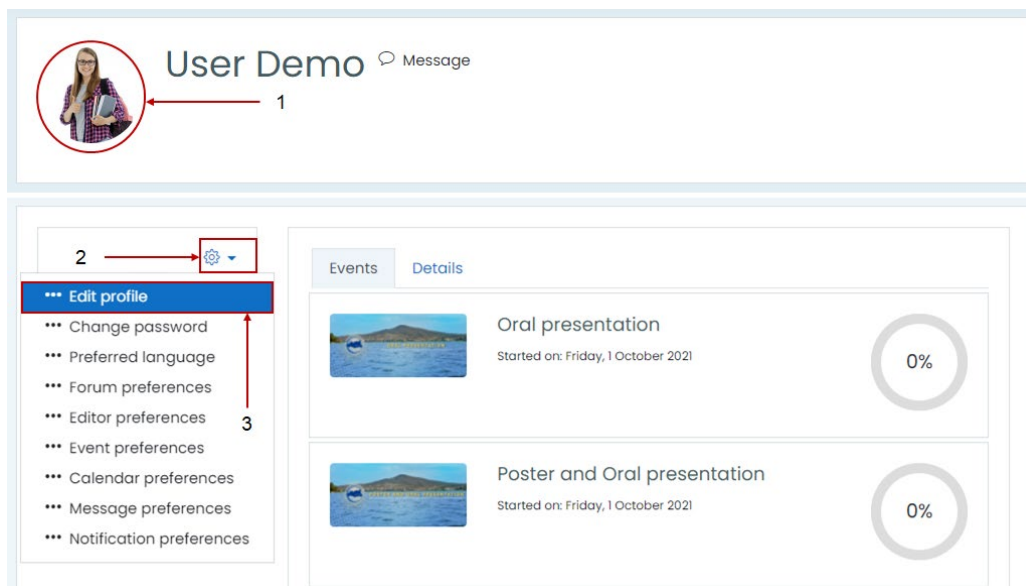 User Demo
Message
1
2
Edit profile
Change password
Preferred language
Forum preferences
Editor preferences
3
Event preferences
Calendar preferences
Message preferences
Notification preferences
Events
Details
Oral presentation
Started on: Friday, 1 October 2021
0%
Poster and Oral presentation
Started on: Friday, 1 October 2021
0%